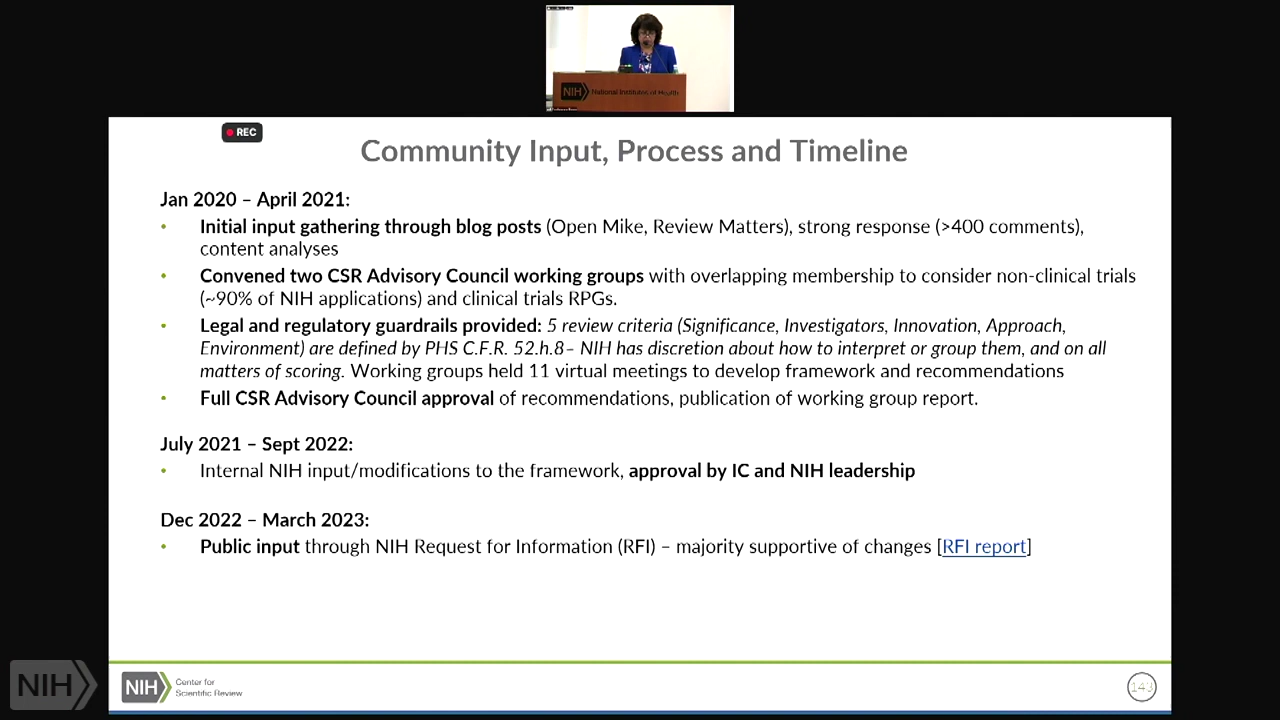 NIH National Institutes of Health
REC
Community Input, Process and Timeline
Jan 2020 – April 2021:
• Initial input gathering through blog posts (Open Mike, Review Matters), strong response (>400 comments),
content analyses
• Convened two CSR Advisory Council working groups with overlapping membership to consider non-clinical trials
(~90% of NIH applications) and clinical trials RPGs.
• Legal and regulatory guardrails provided: 5 review criteria (Significance, Investigators, Innovation, Approach,
Environment) are defined by PHS C.F.R. 52.h.8– NIH has discretion about how to interpret or group them, and on all
matters of scoring. Working groups held 11 virtual meetings to develop framework and recommendations
• Full CSR Advisory Council approval of recommendations, publication of working group report.
July 2021 – Sept 2022:
• Internal NIH input/modifications to the framework, approval by IC and NIH leadership
Dec 2022 – March 2023:
• Public input through NIH Request for Information (RFI) – majority supportive of changes [RFI report]
NIH
NIH Center for
Scientific Review
143